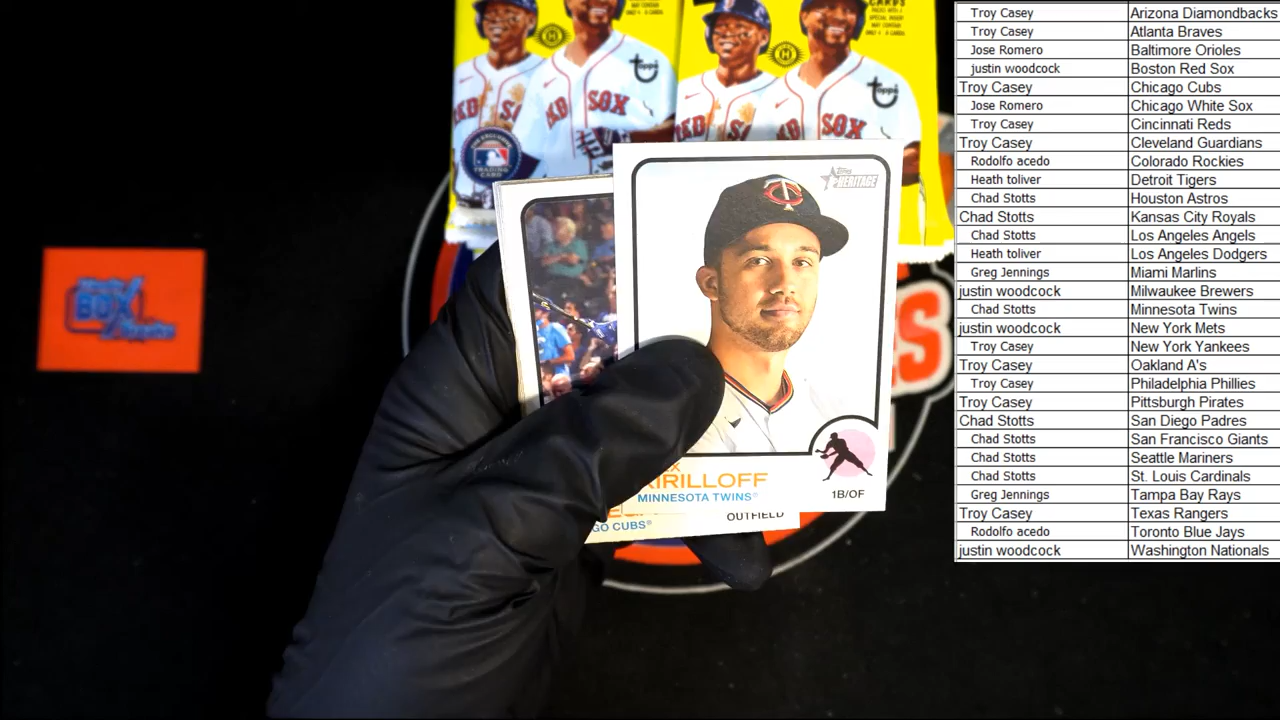 topps
topps
SOX
SOX
TOPPS
HERITAGE
KIRILLOFF
MINNESOTA TWINS
1B/OF
GO CUBS
OUTFIELD
BOX
Troy Casey Arizona Diamondbacks
Troy Casey Atlanta Braves
Jose Romero Baltimore Orioles
justin woodcock Boston Red Sox
Troy Casey Chicago Cubs
Jose Romero Chicago White Sox
Troy Casey Cincinnati Reds
Troy Casey Cleveland Guardians
Rodolfo acedo Colorado Rockies
Heath toliver Detroit Tigers
Chad Stotts Houston Astros
Chad Stotts Kansas City Royals
Chad Stotts Los Angeles Angels
Heath toliver Los Angeles Dodgers
Greg Jennings Miami Marlins
justin woodcock Milwaukee Brewers
Chad Stotts Minnesota Twins
justin woodcock New York Mets
Troy Casey New York Yankees
Troy Casey Oakland A's
Troy Casey Philadelphia Phillies
Troy Casey Pittsburgh Pirates
Chad Stotts San Diego Padres
Chad Stotts San Francisco Giants
Chad Stotts Seattle Mariners
Chad Stotts St. Louis Cardinals
Greg Jennings Tampa Bay Rays
Troy Casey Texas Rangers
Rodolfo acedo Toronto Blue Jays
justin woodcock Washington Nationals